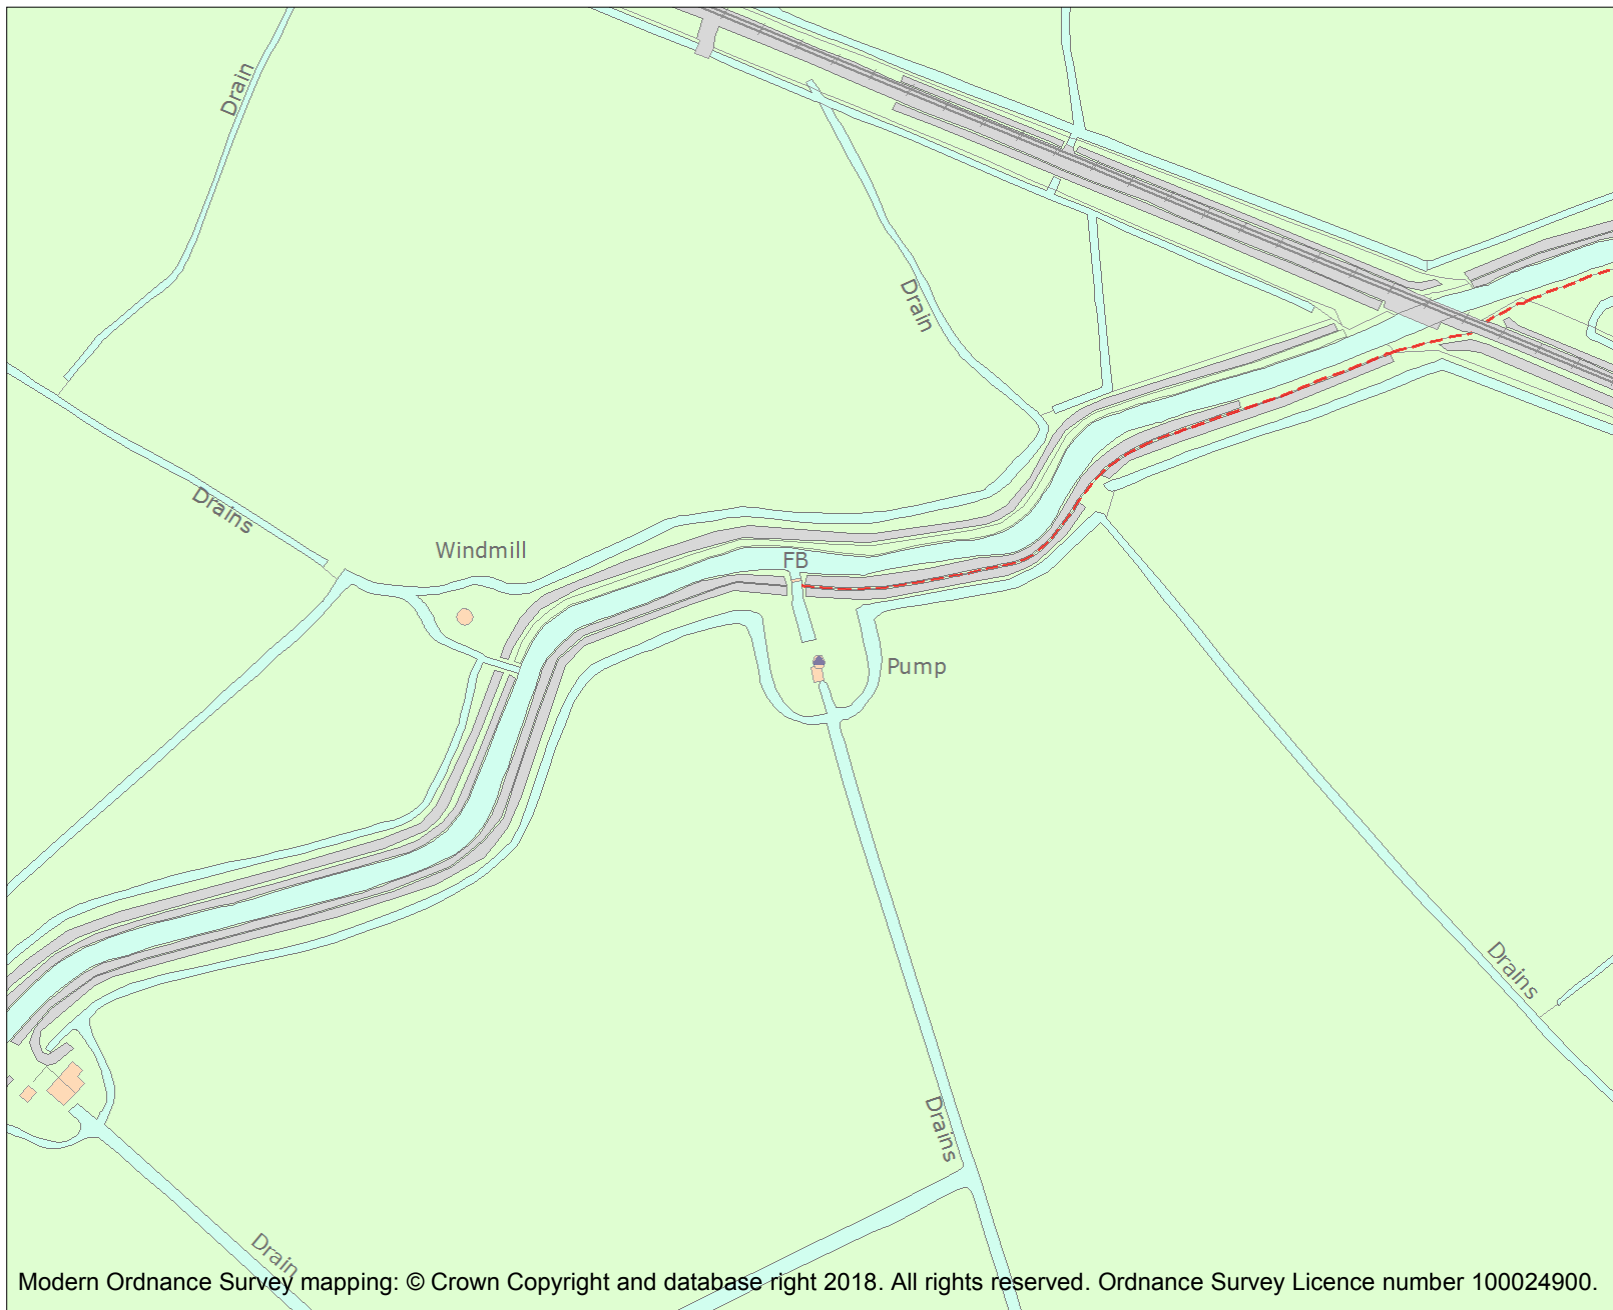 Drain
Drain
Drains
Windmill
FB
Pump
Drains
Drains
Drain
Modern Ordnance Survey mapping: © Crown Copyright and database right 2018. All rights reserved. Ordnance Survey Licence number 100024900.